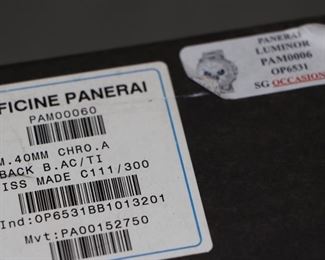 PANERAI
LUMINOR
PAM0006
OP6531
SG OCCASION
FICINE PANERAI
PAM00060
M.40MM CHRO.A
BACK B.AC/TI
ISS MADE C111/300
Ind:OP6531BB1013201
Mvt:PA00152750